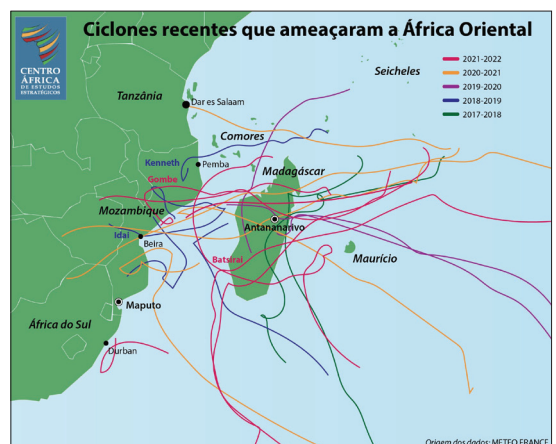 Ciclones recentes que ameaçaram a África Oriental
CENTRO
ÁFRICA
DE ESTUDOS
ESTRATÉGICOS
2021-2022
2020-2021
2019-2020
2018-2019
2017-2018
Seicheles
Tanzânia
Dar es Salaam
Comores
Kenneth
Pemba
Gombe
Madagáscar
Mozambique
Antananarivo
Idai
Beira
Batsirai
Maurício
Maputo
África do Sul
Durban
Origem dos dados: METEO FRANCE